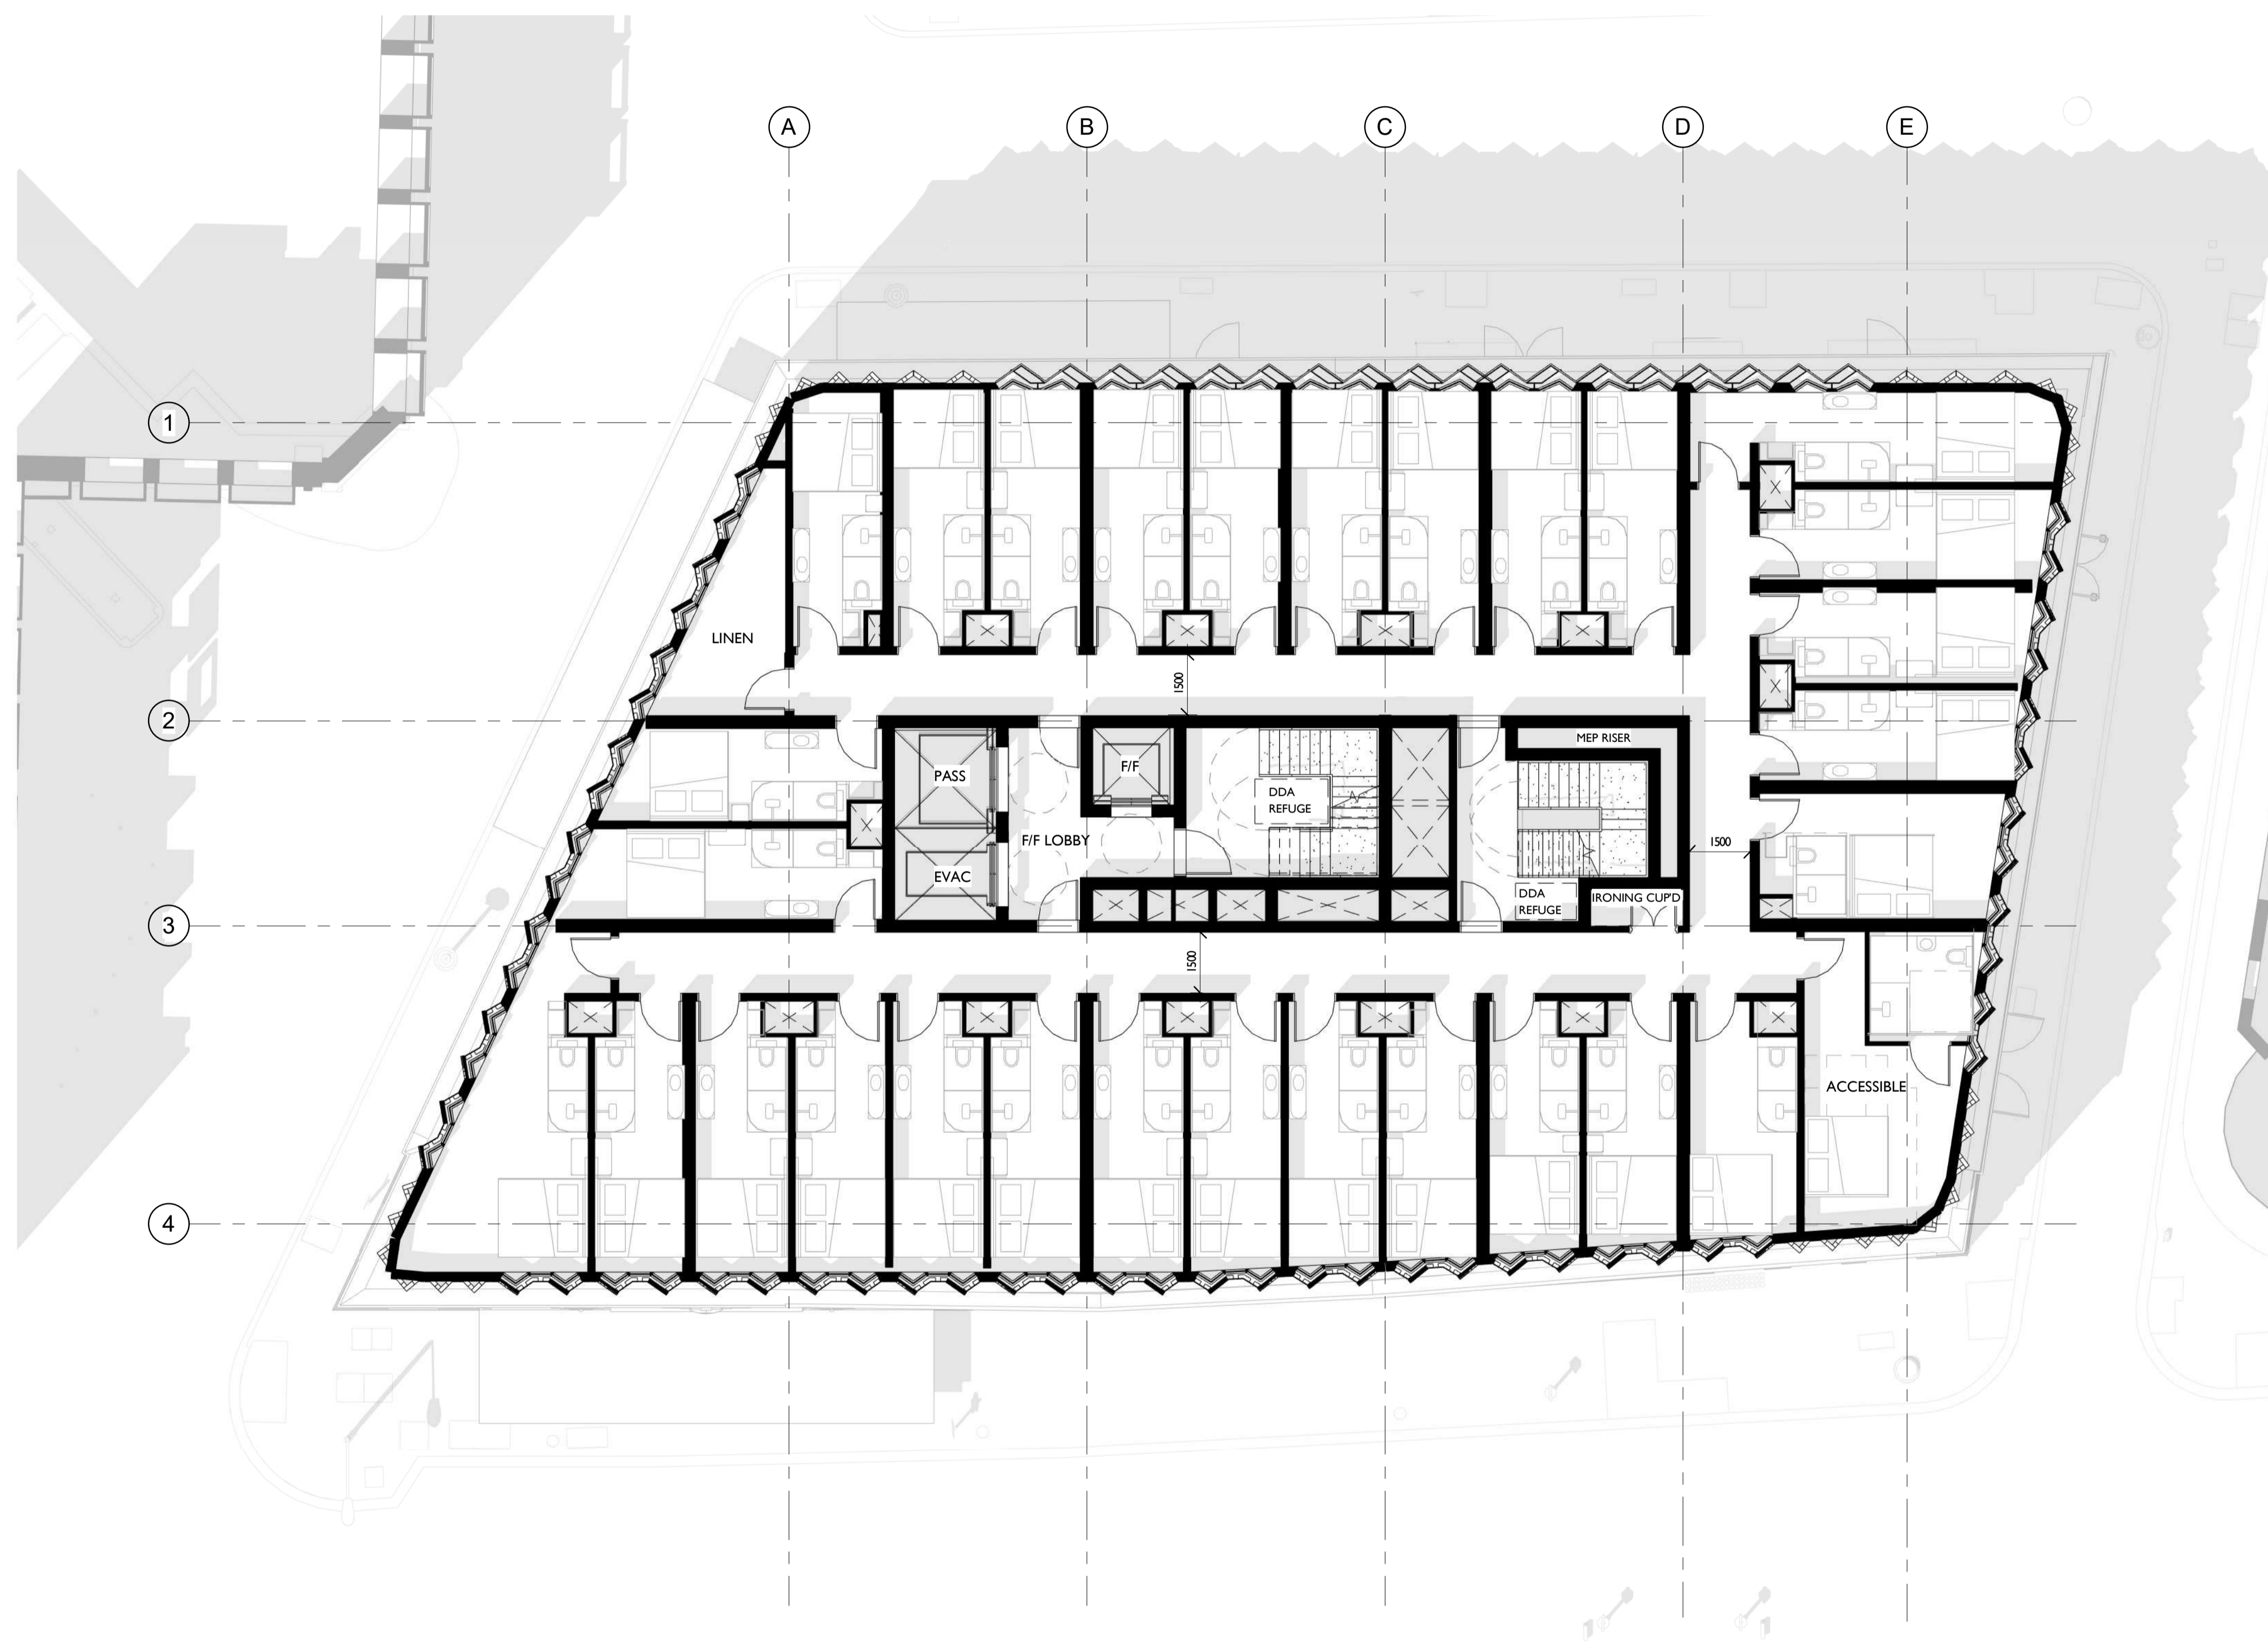 A
B
C
D
E
1
LINEN
1500
2
MEP RISER
PASS
F/F
DDA
REFUGE
F/F LOBBY
1500
EVAC
DDA
REFUGE
IRONING CUP'D
3
1500
ACCESSIBLE
4